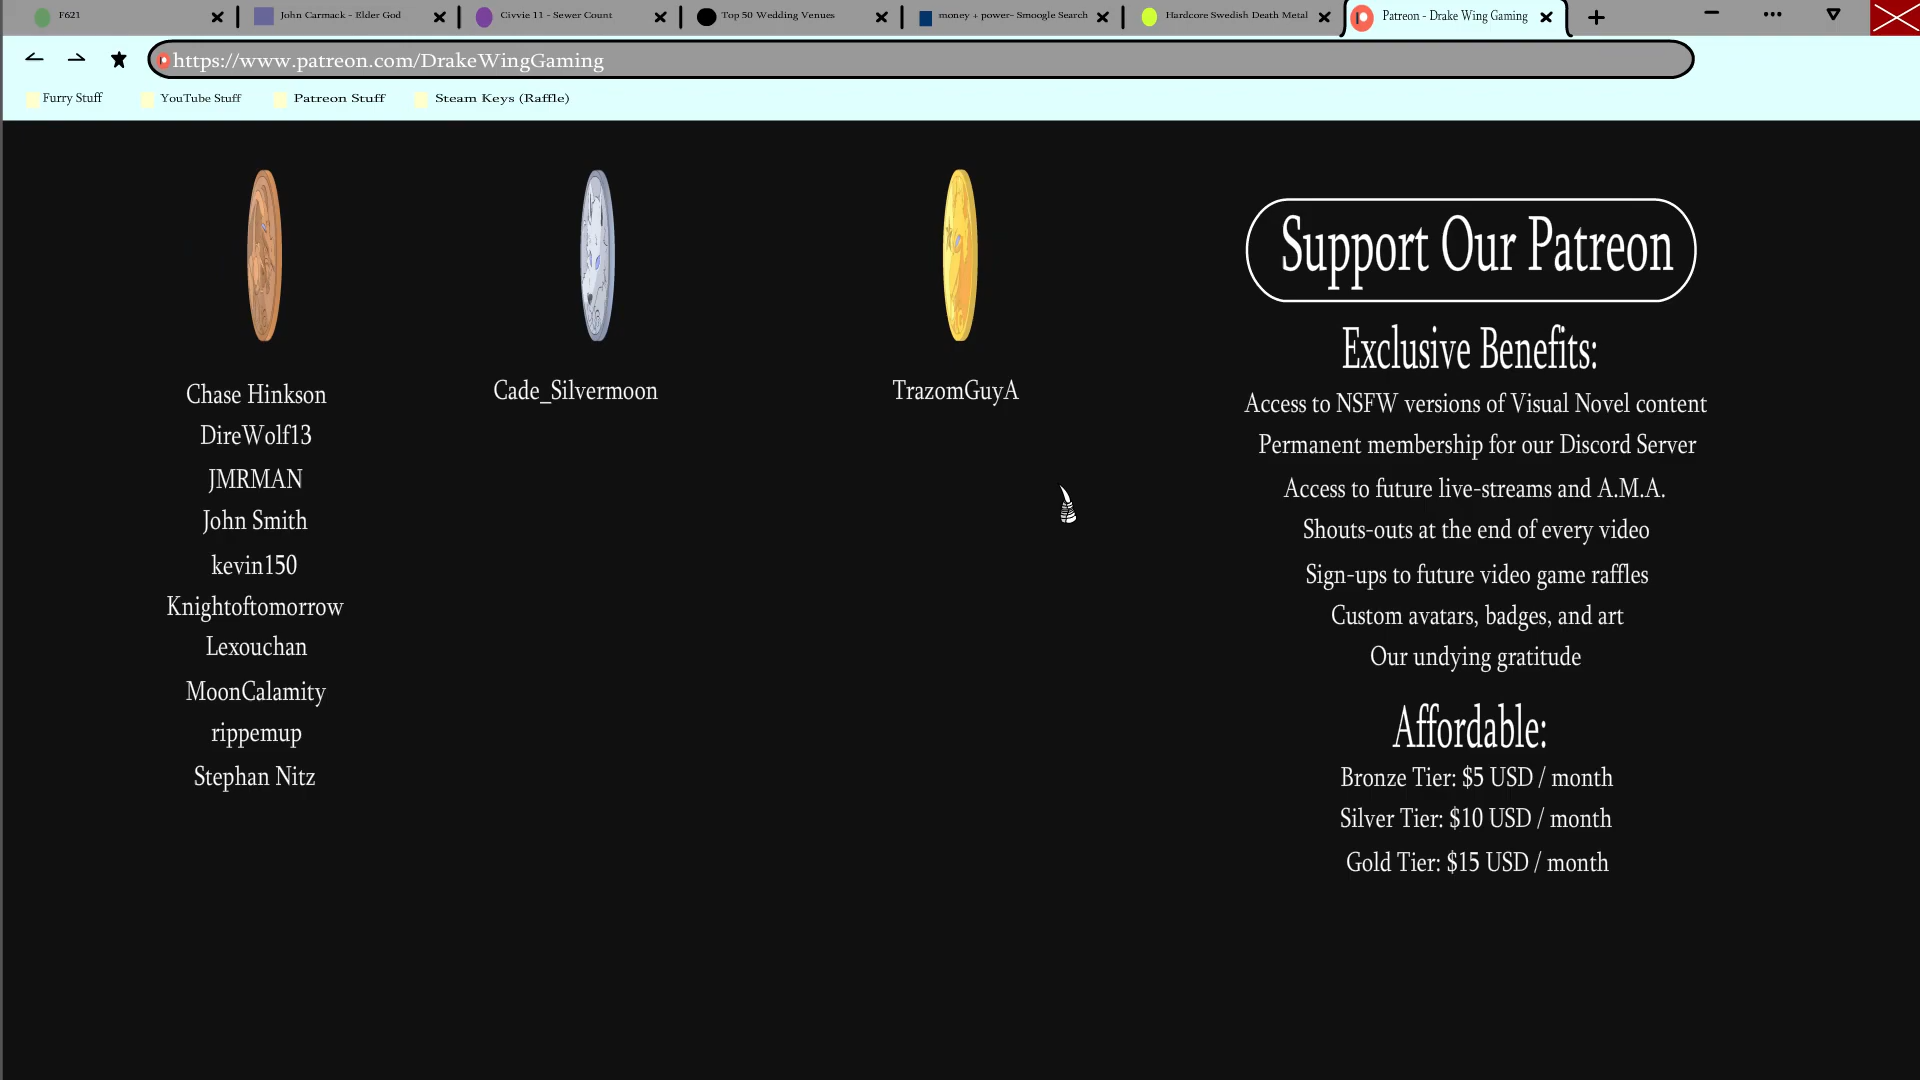 F621
John Carmack - Elder God
Civvie 11 - Sewer Count
Top 50 Wedding Venues
money + power- Smoogle Search
Hardcore Swedish Death Metal
Patreon - Drake Wing Gaming
https://www.patreon.com/DrakeWingGaming
Furry Stuff
YouTube Stuff
Patreon Stuff
Steam Keys (Raffle)
Chase Hinkson
DireWolf13
JMRMAN
John Smith
kevin150
Knightoftomorrow
Lexouchan
MoonCalamity
rippemup
Stephan Nitz
Cade_Silvermoon
TrazomGuyA
Support Our Patreon
Exclusive Benefits:
Access to NSFW versions of Visual Novel content
Permanent membership for our Discord Server
Access to future live-streams and A.M.A.
Shouts-outs at the end of every video
Sign-ups to future video game raffles
Custom avatars, badges, and art
Our undying gratitude
Affordable:
Bronze Tier: $5 USD / month
Silver Tier: $10 USD / month
Gold Tier: $15 USD / month